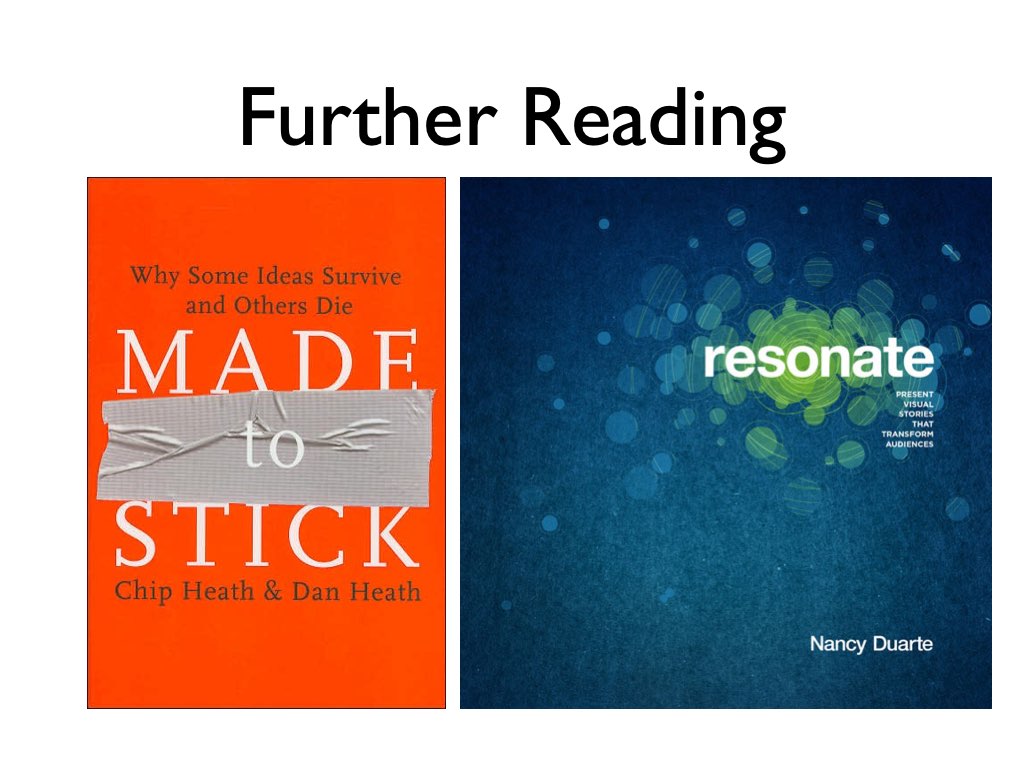 Further Reading
Why Some Ideas Survive
and Others Die
MADE
to
STICK
Chip Heath & Dan Heath
resonate
PRESENT
VISUAL
STORIES
THAT
TRANSFORM
AUDIENCES
Nancy Duarte